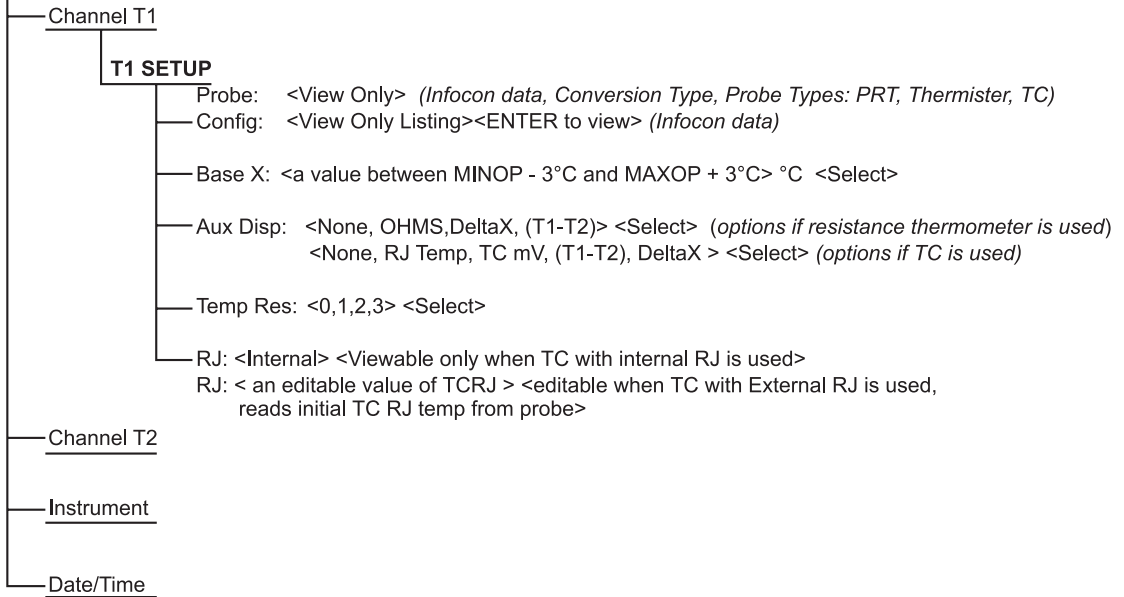 Channel T1
T1 SETUP
Probe: <View Only> (Infocon data, Conversion Type, Probe Types: PRT, Thermister, TC)
Config: <View Only Listing><ENTER to view> (Infocon data)
Base X: <a value between MINOP - 3°C and MAXOP + 3°C> °C <Select>
Aux Disp: <None, OHMS,DeltaX, (T1-T2)> <Select> (options if resistance thermometer is used)
<None, RJ Temp, TC mV, (T1-T2), DeltaX > <Select> (options if TC is used)
Temp Res: <0,1,2,3> <Select>
RJ: <Internal> <Viewable only when TC with internal RJ is used>
RJ: < an editable value of TCRJ > <editable when TC with External RJ is used,
reads initial TC RJ temp from probe>
Channel T2
Instrument
Date/Time